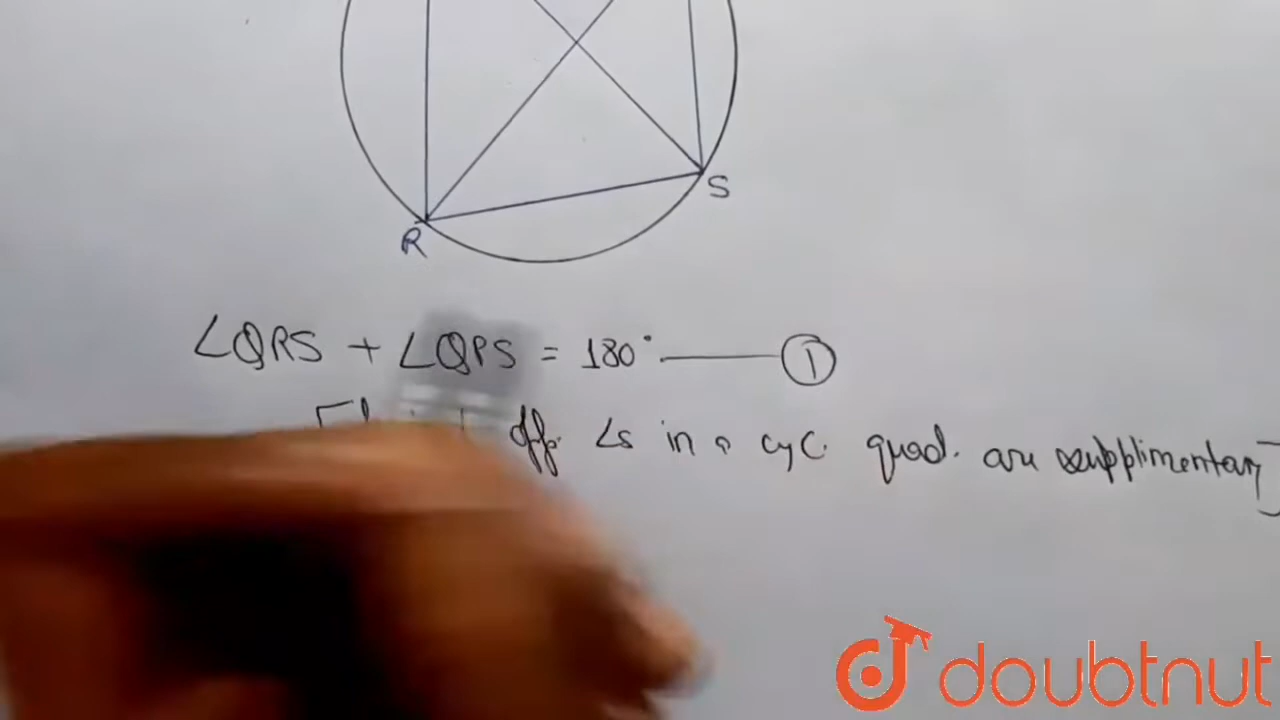 S
R
∠QRS + ∠QPS = 180° ——— ①
opp. ∠s in a cyc. quad. are supplimentary]
doubtnut